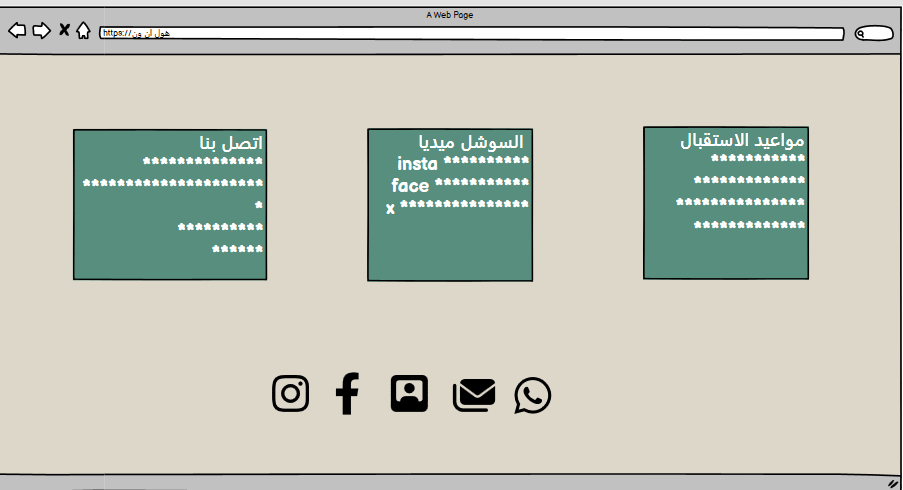 A Web Page
https://هول ان ون
مواعيد الاستقبال
***********
*************
***************
*************
السوشل ميديا
insta **********
face ***********
x ***************
اتصل بنا
**************
*********************
*
**********
******